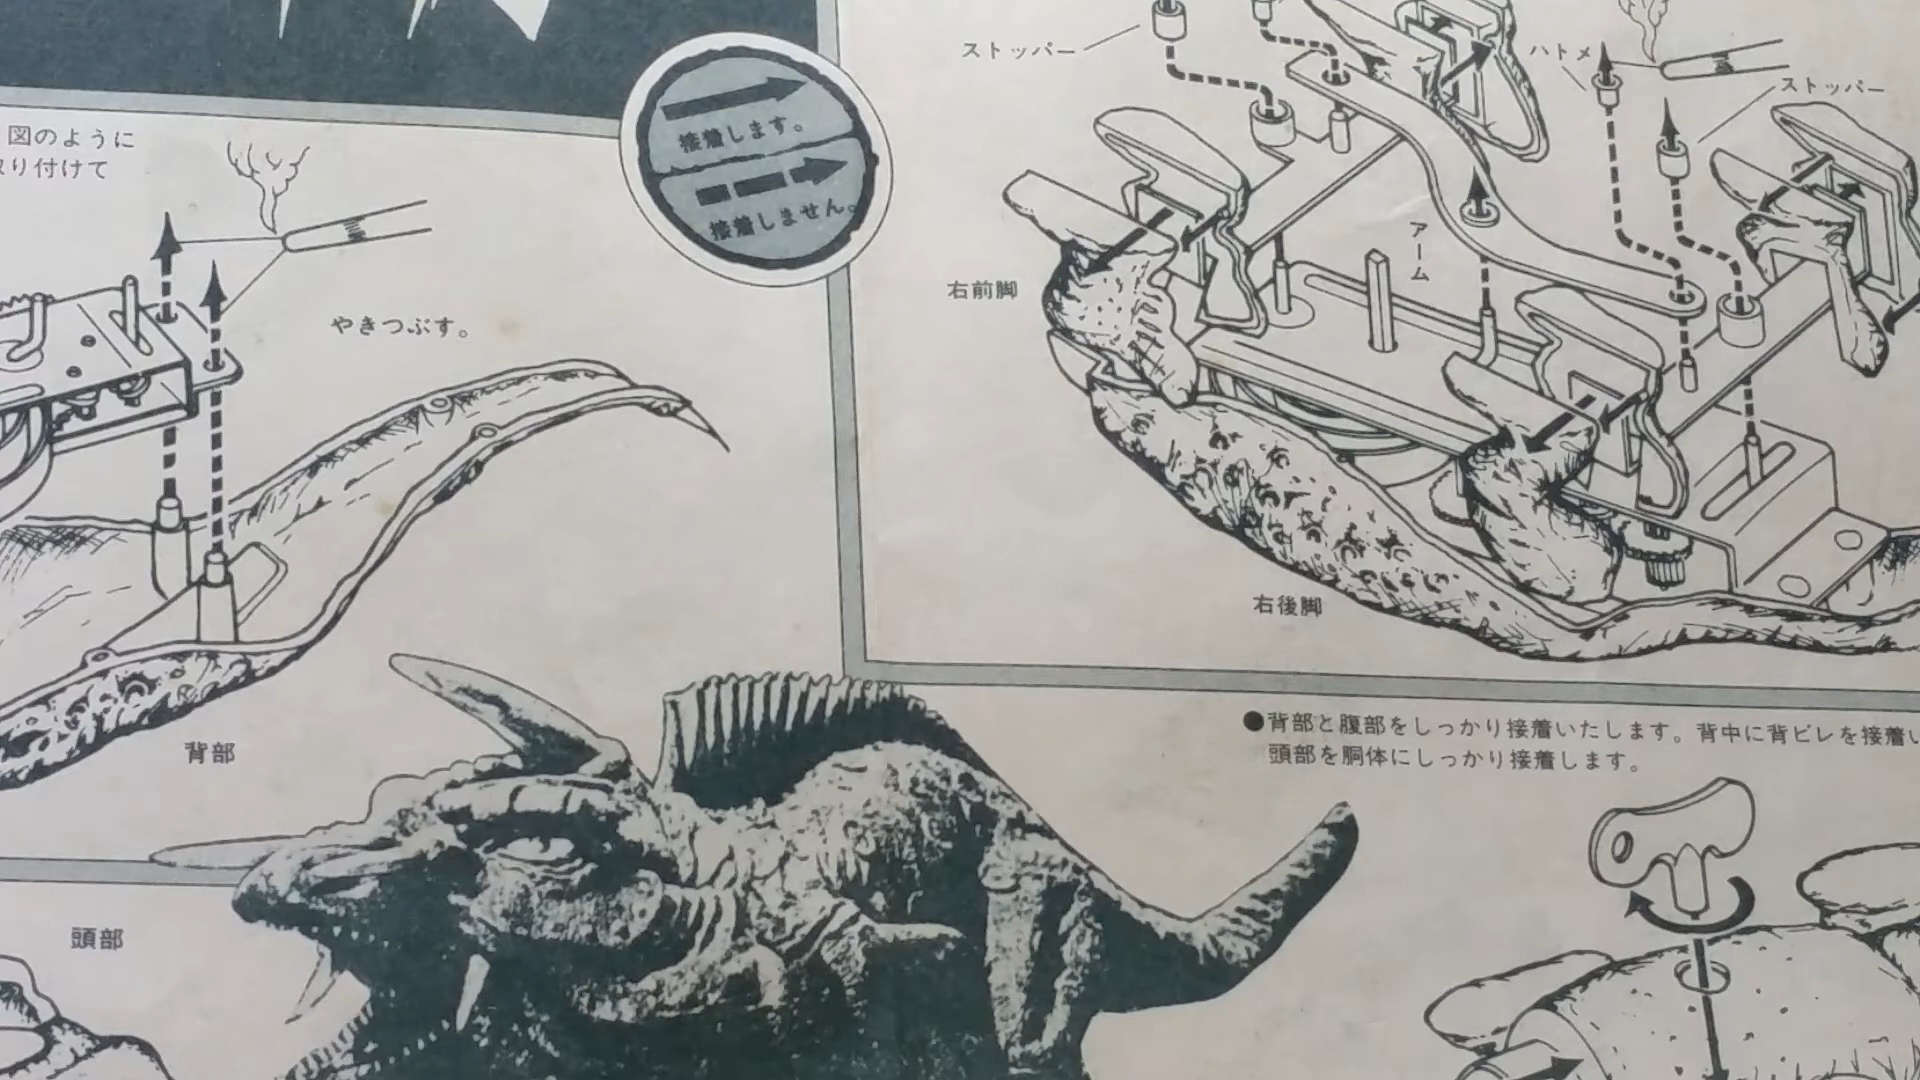 図のように
り付けて
接着します。
接着しません。
やきつぶす。
背部
頭部
ストッパー
ハトメ
ストッパー
アーム
右前脚
右後脚
●背部と腹部をしっかり接着いたします。背中に背ビレを接着し
頭部を胴体にしっかり接着します。